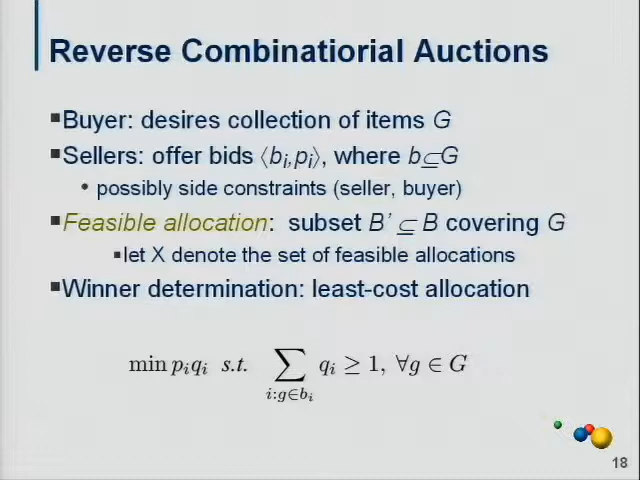 Reverse Combinatiorial Auctions
▪Buyer: desires collection of items G
▪Sellers: offer bids ⟨bᵢ,pᵢ⟩, where b⊆G
• possibly side constraints (seller, buyer)
▪Feasible allocation: subset B' ⊆ B covering G
▪let X denote the set of feasible allocations
▪Winner determination: least-cost allocation
min pᵢqᵢ s.t. ∑ qᵢ ≥ 1, ∀g ∈ G
i:g∈bᵢ
18